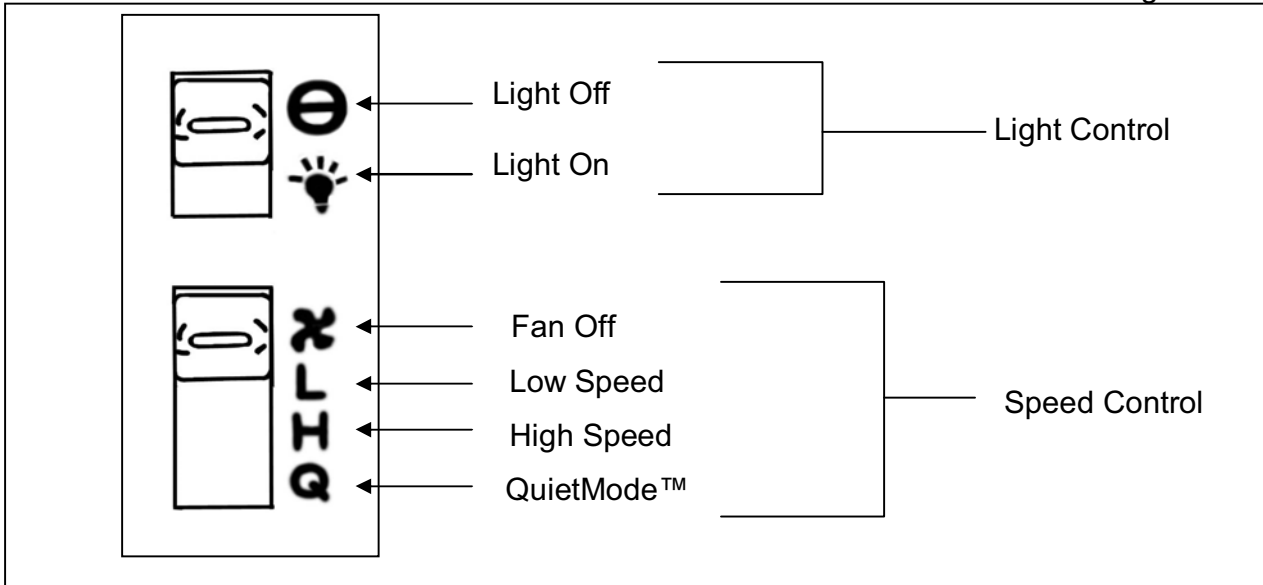 Light Off
Light On
Light Control
Fan Off
L
Low Speed
H
High Speed
Q
QuietMode™
Speed Control